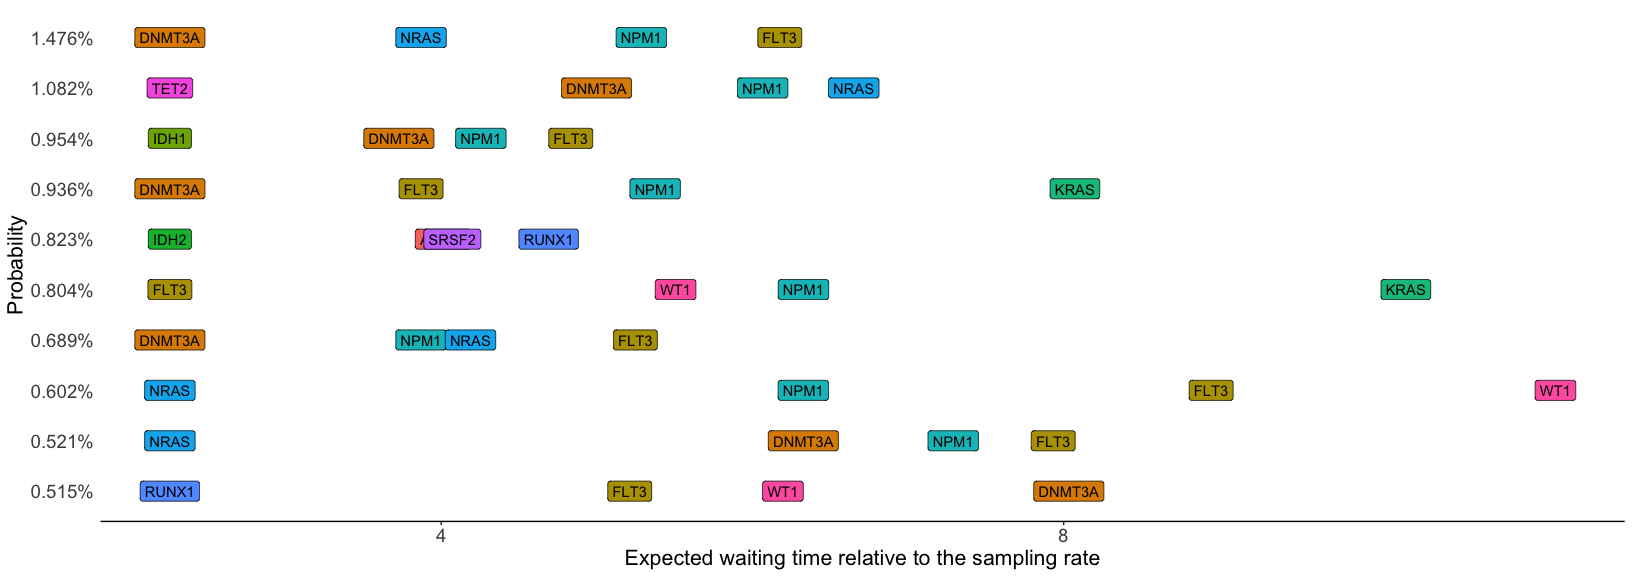 1.476% DNMT3A NRAS NPM1 FLT3
1.082% TET2 DNMT3A NPM1 NRAS
0.954% IDH1 DNMT3A NPM1 FLT3
0.936% DNMT3A FLT3 NPM1 KRAS
0.823% IDH2 SRSF2 RUNX1
0.804% FLT3 WT1 NPM1 KRAS
0.689% DNMT3A NPM1 NRAS FLT3
0.602% NRAS NPM1 FLT3 WT1
0.521% NRAS DNMT3A NPM1 FLT3
0.515% RUNX1 FLT3 WT1 DNMT3A
Probability
4 8
Expected waiting time relative to the sampling rate